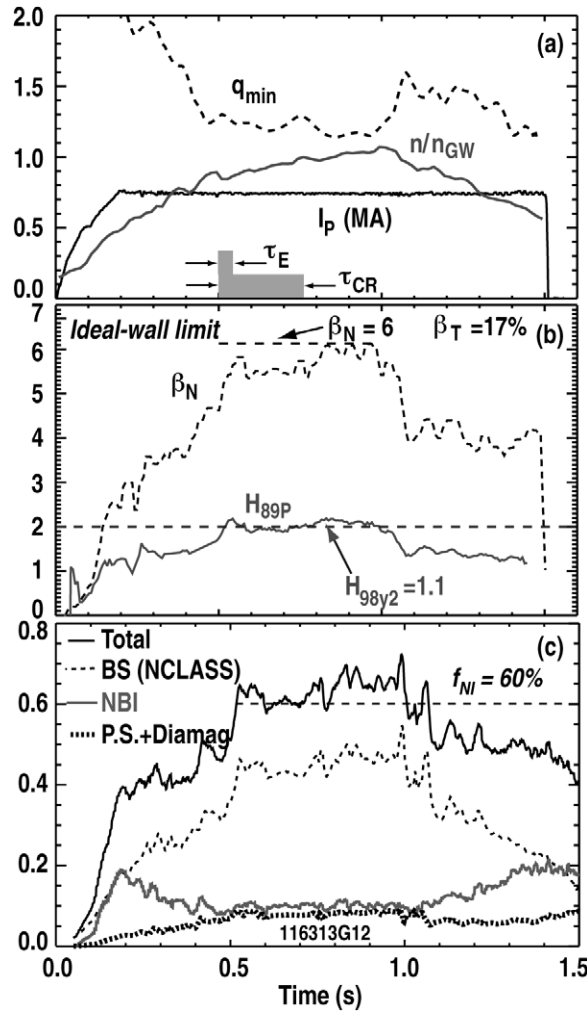 2.0
(a)
1.5
q_min
n/n_GW
1.0
I_P (MA)
0.5
τ_E
τ_CR
0.0
Ideal-wall limit
β_N = 6
β_T = 17%
(b)
6
β_N
5
4
3
H_89P
2
H_98y2=1.1
1
0
0.8
Total
(c)
BS (NCLASS)
f_NI = 60%
0.6
NBI
P.S.+Diamag
0.4
0.2
116313G12
0.0
0.0 0.5 1.0 1.5
Time (s)